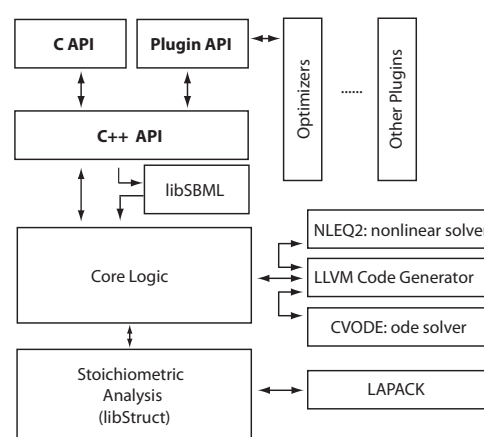 C API
Plugin API
Optimizers
......
Other Plugins
C++ API
libSBML
Core Logic
NLEQ2: nonlinear solver
LLVM Code Generator
CVODE: ode solver
Stoichiometric
Analysis
(libStruct)
LAPACK